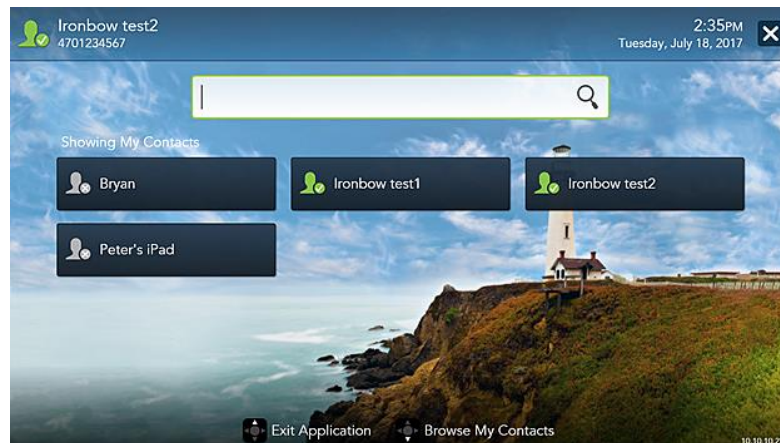 Ironbow test2
4701234567
2:35PM
Tuesday, July 18, 2017
Showing My Contacts
Bryan
Ironbow test1
Ironbow test2
Peter's iPad
Exit Application
Browse My Contacts